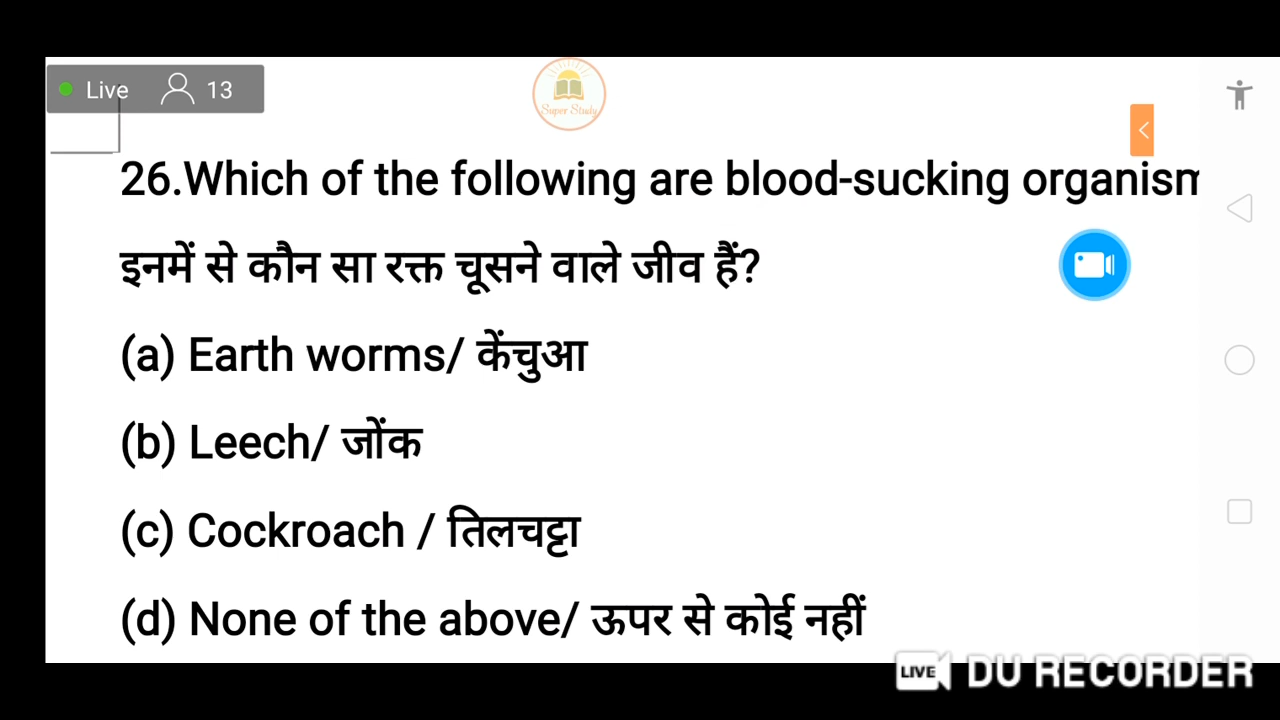 Live 13
Super Study
26.Which of the following are blood-sucking organism
इनमें से कौन सा रक्त चूसने वाले जीव हैं?
(a) Earth worms/ केंचुआ
(b) Leech/ जोंक
(c) Cockroach / तिलचट्टा
(d) None of the above/ ऊपर से कोई नहीं
LIVE DU RECORDER